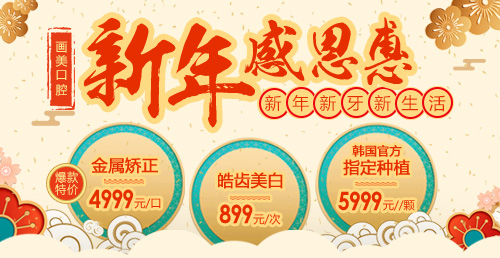 画美口腔
新年感恩惠
新年新牙新生活
爆款特价
金属矫正
4999元/口
皓齿美白
899元/次
韩国官方
指定种植
5999元//颗